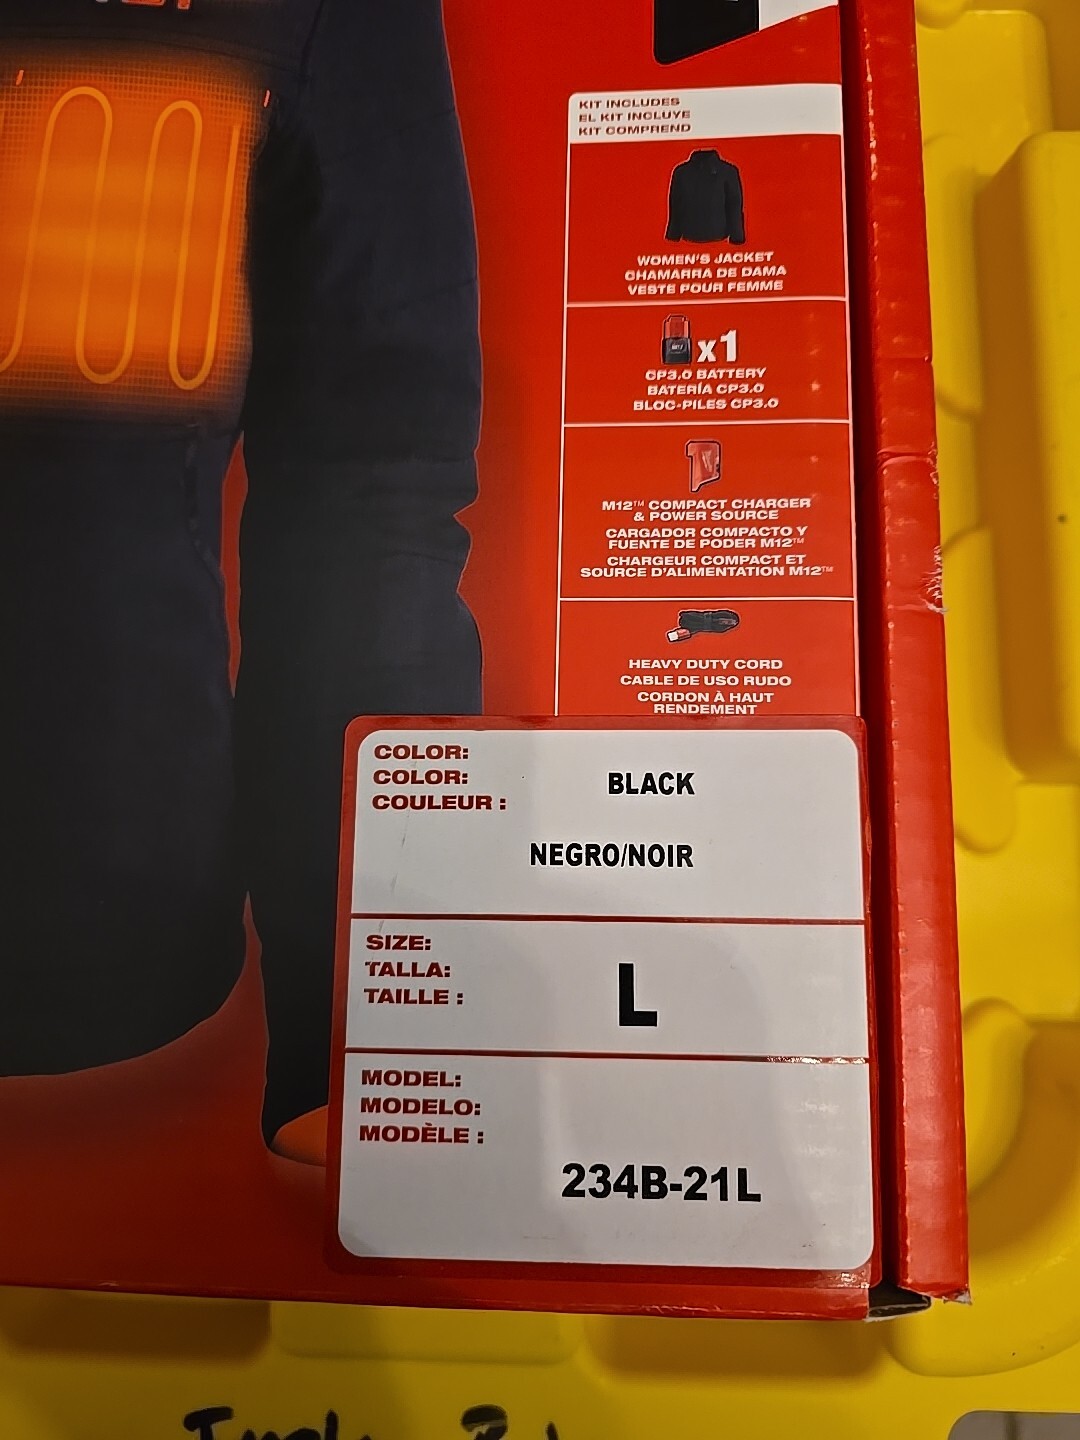 KIT INCLUDES
EL KIT INCLUYE
KIT COMPREND
WOMEN'S JACKET
CHAMARRA DE DAMA
VESTE POUR FEMME
x1
CP3.0 BATTERY
BATERÍA CP3.0
BLOC-PILES CP3.0
M12™ COMPACT CHARGER
& POWER SOURCE
CARGADOR COMPACTO Y
FUENTE DE PODER M12™
CHARGEUR COMPACT ET
SOURCE D'ALIMENTATION M12™
HEAVY DUTY CORD
CABLE DE USO RUDO
CORDON À HAUT
RENDEMENT
COLOR:
COLOR:
COULEUR :
BLACK
NEGRO/NOIR
SIZE:
TALLA:
TAILLE :
L
MODEL:
MODELO:
MODÈLE :
234B-21L